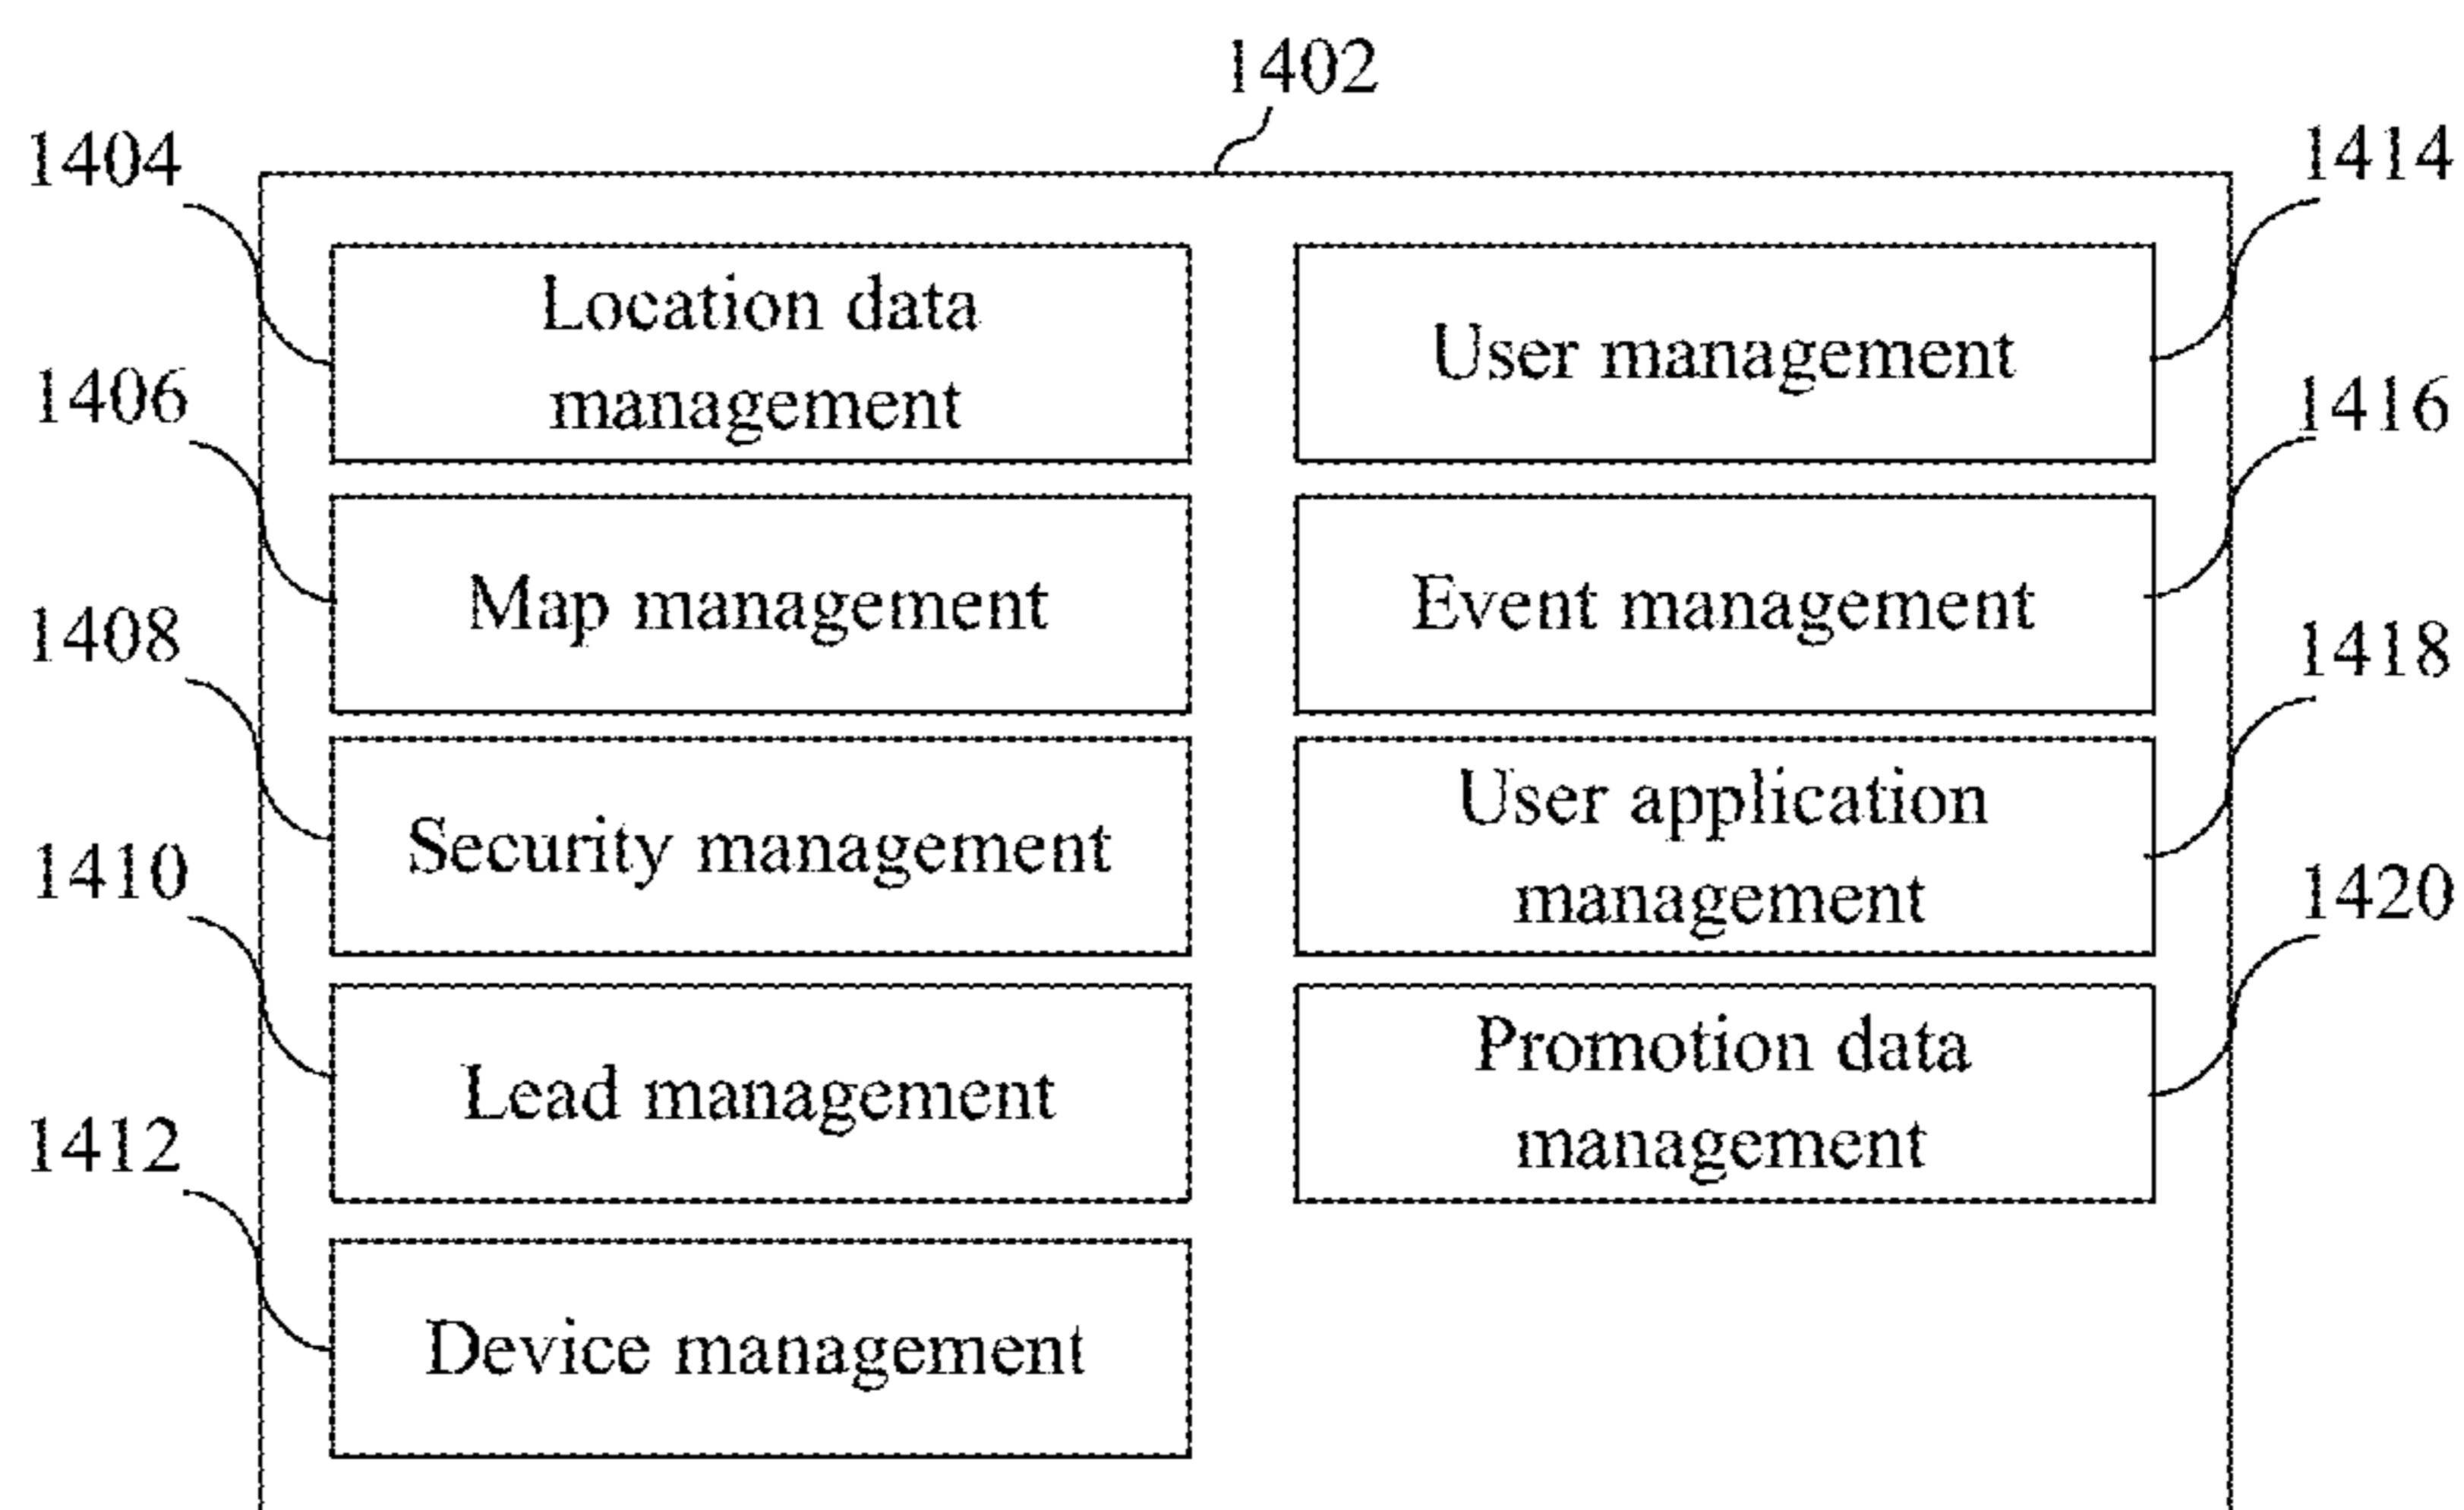 1402
1404
1414
Location data
management
User management
1406
1416
Map management
Event management
1408
1418
Security management
User application
management
1410
1420
Lead management
Promotion data
management
1412
Device management